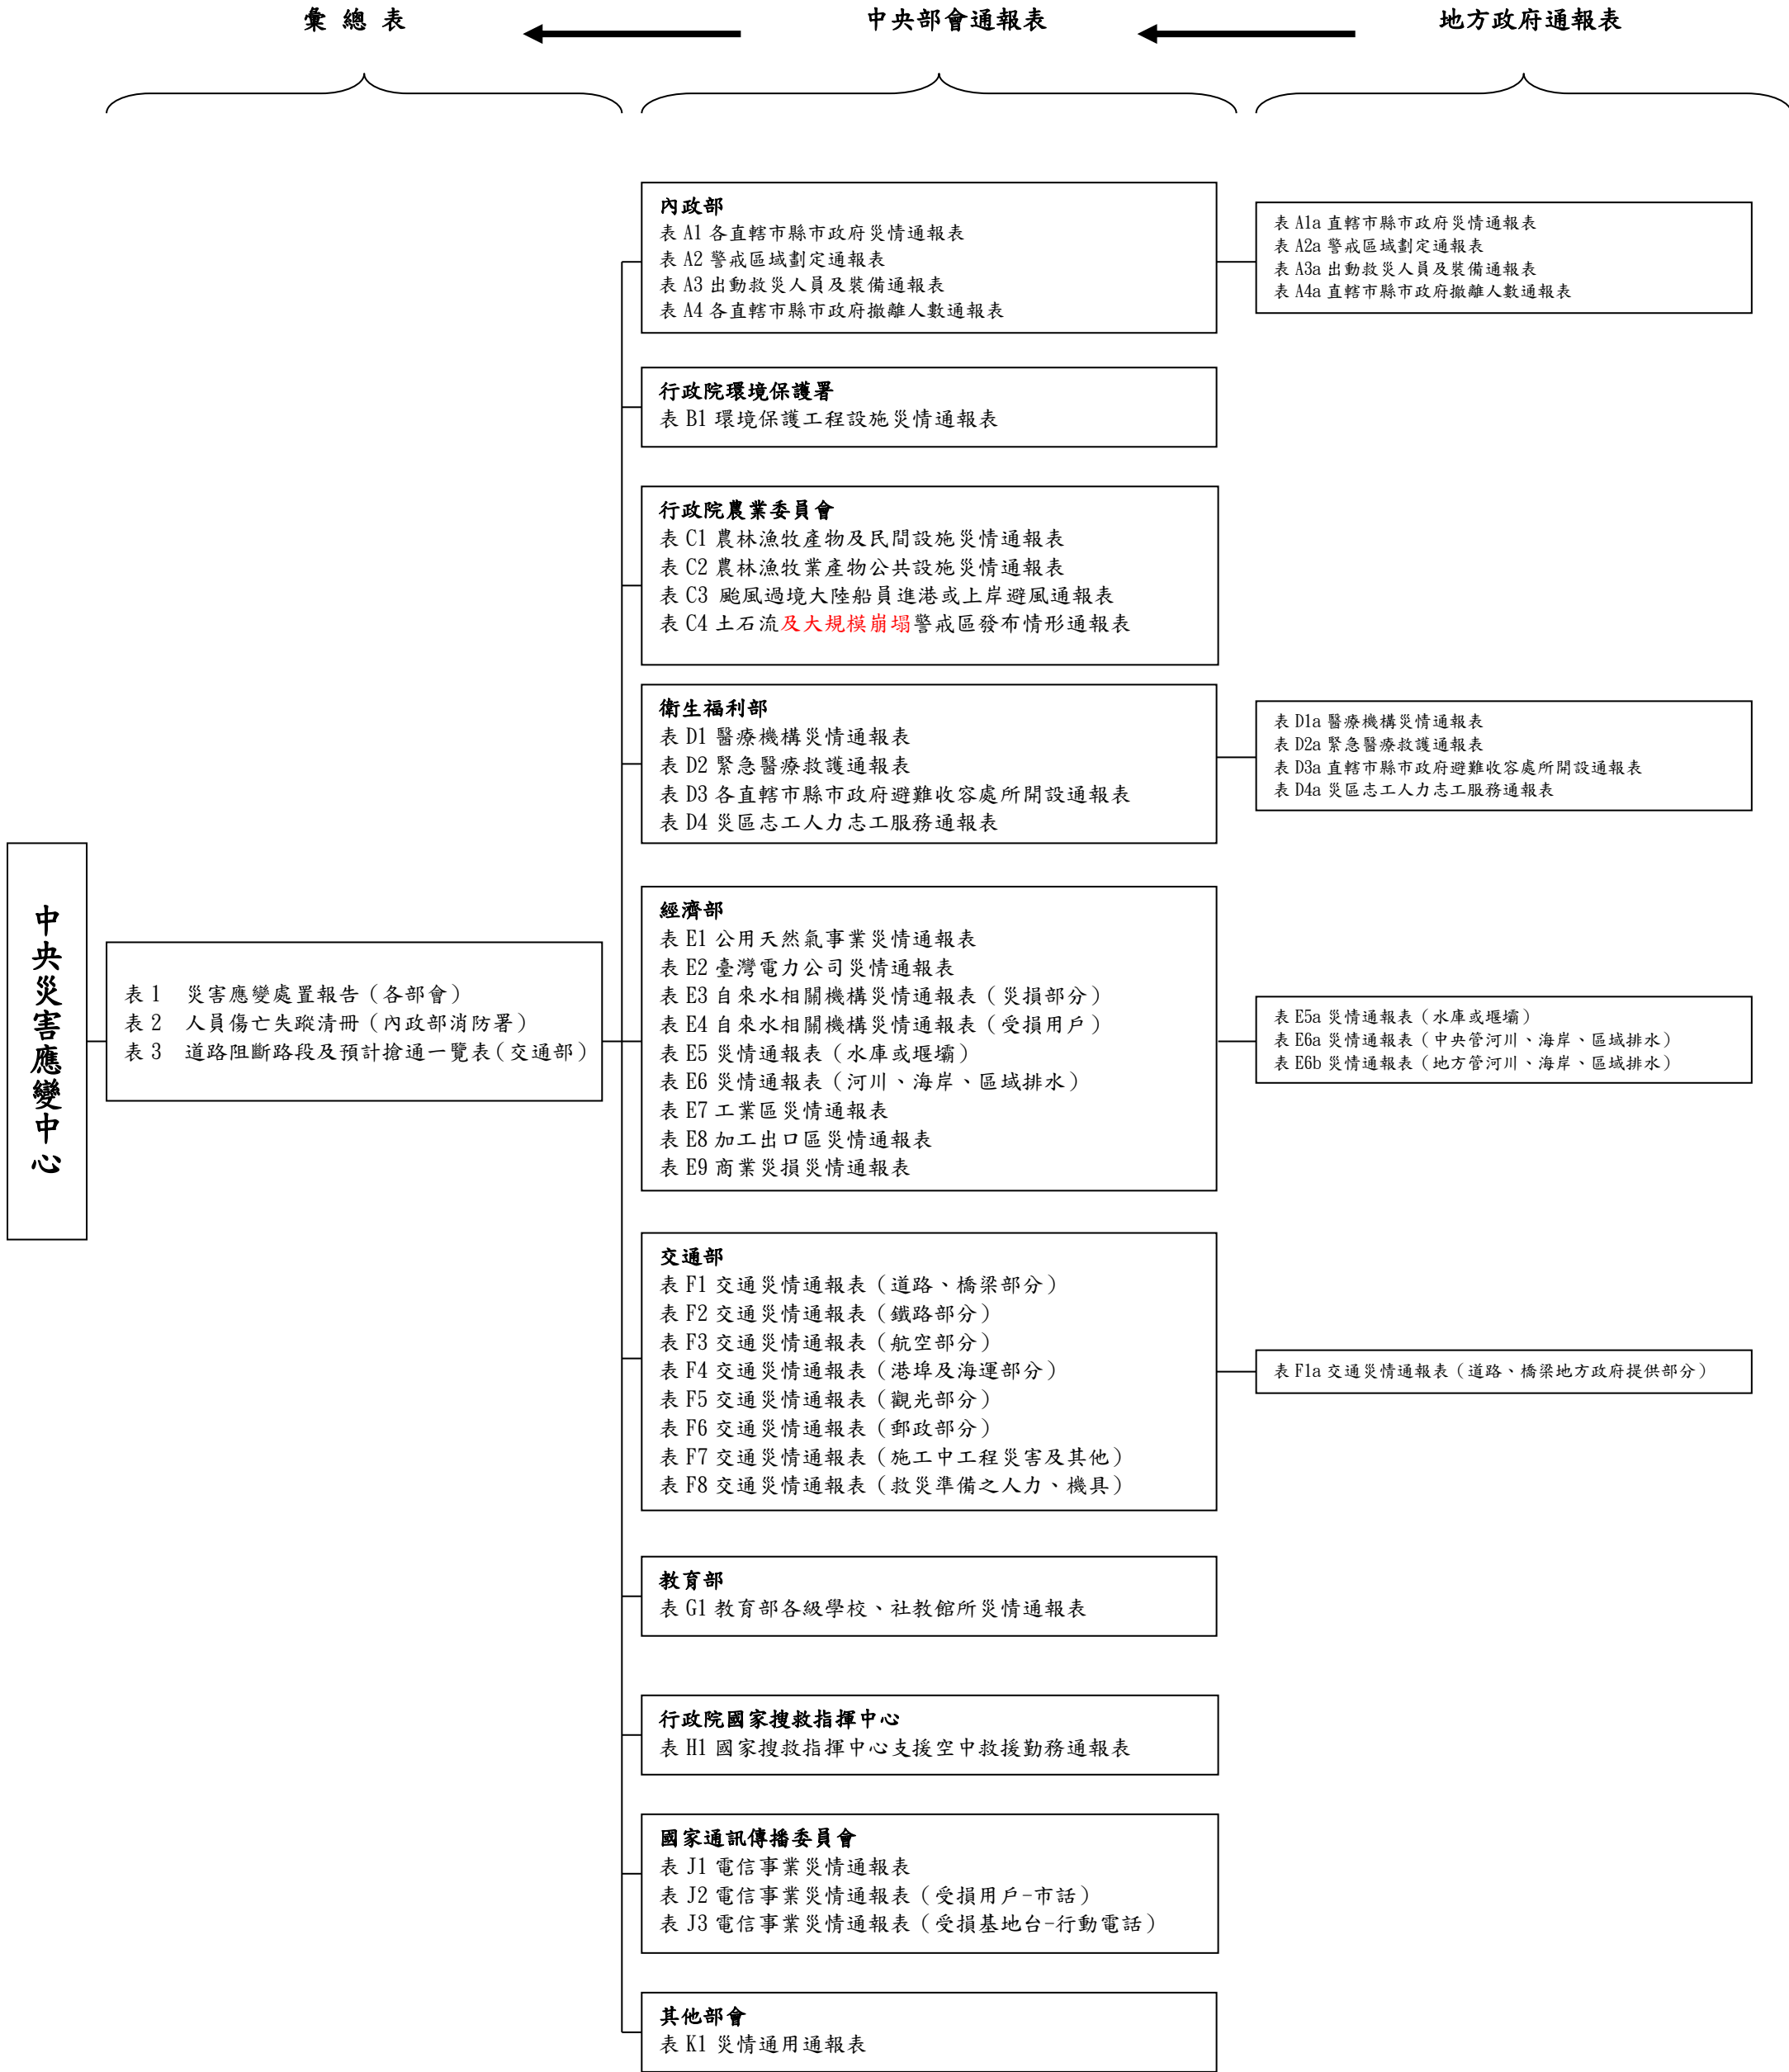 彙 總 表
中央部會通報表
地方政府通報表
中央災害應變中心
表 1 災害應變處置報告（各部會）
表 2 人員傷亡失蹤清冊（內政部消防署）
表 3 道路阻斷路段及預計搶通一覽表（交通部）
內政部
表 A1 各直轄市縣市政府災情通報表
表 A2 警戒區域劃定通報表
表 A3 出動救災人員及裝備通報表
表 A4 各直轄市縣市政府撤離人數通報表
表 A1a 直轄市縣市政府災情通報表
表 A2a 警戒區域劃定通報表
表 A3a 出動救災人員及裝備通報表
表 A4a 直轄市縣市政府撤離人數通報表
行政院環境保護署
表 B1 環境保護工程設施災情通報表
行政院農業委員會
表 C1 農林漁牧產物及民間設施災情通報表
表 C2 農林漁牧業產物公共設施災情通報表
表 C3 颱風過境大陸船員進港或上岸避風通報表
表 C4 土石流及大規模崩塌警戒區發布情形通報表
衛生福利部
表 D1 醫療機構災情通報表
表 D2 緊急醫療救護通報表
表 D3 各直轄市縣市政府避難收容處所開設通報表
表 D4 災區志工人力志工服務通報表
表 D1a 醫療機構災情通報表
表 D2a 緊急醫療救護通報表
表 D3a 直轄市縣市政府避難收容處所開設通報表
表 D4a 災區志工人力志工服務通報表
經濟部
表 E1 公用天然氣事業災情通報表
表 E2 臺灣電力公司災情通報表
表 E3 自來水相關機構災情通報表（災損部分）
表 E4 自來水相關機構災情通報表（受損用戶）
表 E5 災情通報表（水庫或堰壩）
表 E6 災情通報表（河川、海岸、區域排水）
表 E7 工業區災情通報表
表 E8 加工出口區災情通報表
表 E9 商業災損災情通報表
表 E5a 災情通報表（水庫或堰壩）
表 E6a 災情通報表（中央管河川、海岸、區域排水）
表 E6b 災情通報表（地方管河川、海岸、區域排水）
交通部
表 F1 交通災情通報表（道路、橋梁部分）
表 F2 交通災情通報表（鐵路部分）
表 F3 交通災情通報表（航空部分）
表 F4 交通災情通報表（港埠及海運部分）
表 F5 交通災情通報表（觀光部分）
表 F6 交通災情通報表（郵政部分）
表 F7 交通災情通報表（施工中工程災害及其他）
表 F8 交通災情通報表（救災準備之人力、機具）
表 F1a 交通災情通報表（道路、橋梁地方政府提供部分）
教育部
表 G1 教育部各級學校、社教館所災情通報表
行政院國家搜救指揮中心
表 H1 國家搜救指揮中心支援空中救援勤務通報表
國家通訊傳播委員會
表 J1 電信事業災情通報表
表 J2 電信事業災情通報表（受損用戶-市話）
表 J3 電信事業災情通報表（受損基地台-行動電話）
其他部會
表 K1 災情通用通報表